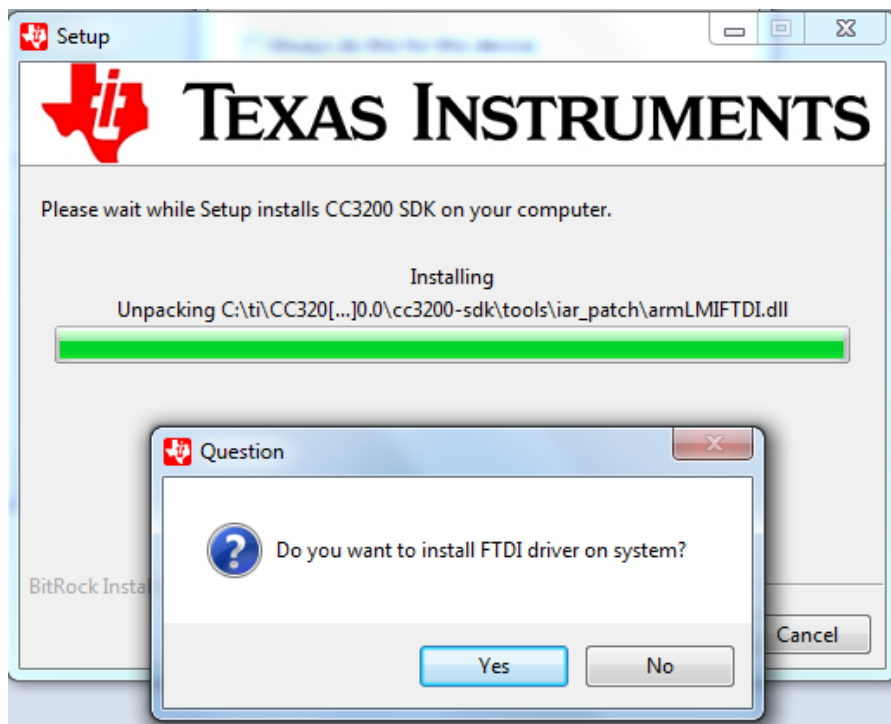 Setup
TEXAS INSTRUMENTS
Please wait while Setup installs CC3200 SDK on your computer.
Installing
Unpacking C:\ti\CC320[...]0.0\cc3200-sdk\tools\iar_patch\armLMIFTDI.dll
Question
Do you want to install FTDI driver on system?
BitRock Instal
Cancel
Yes
No